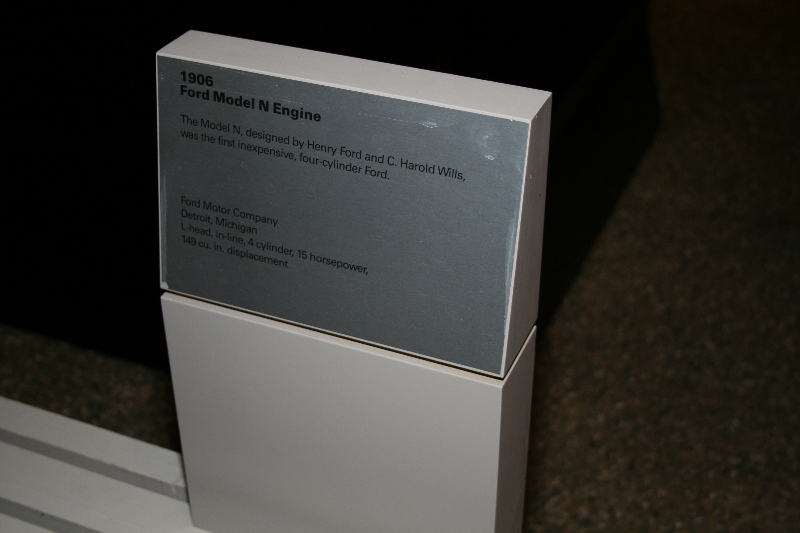 1906
Ford Model N Engine
The Model N, designed by Henry Ford and C. Harold Wills,
was the first inexpensive, four-cylinder Ford.
Ford Motor Company
Detroit, Michigan
L-head, in-line, 4 cylinder, 15 horsepower,
149 cu. in. displacement